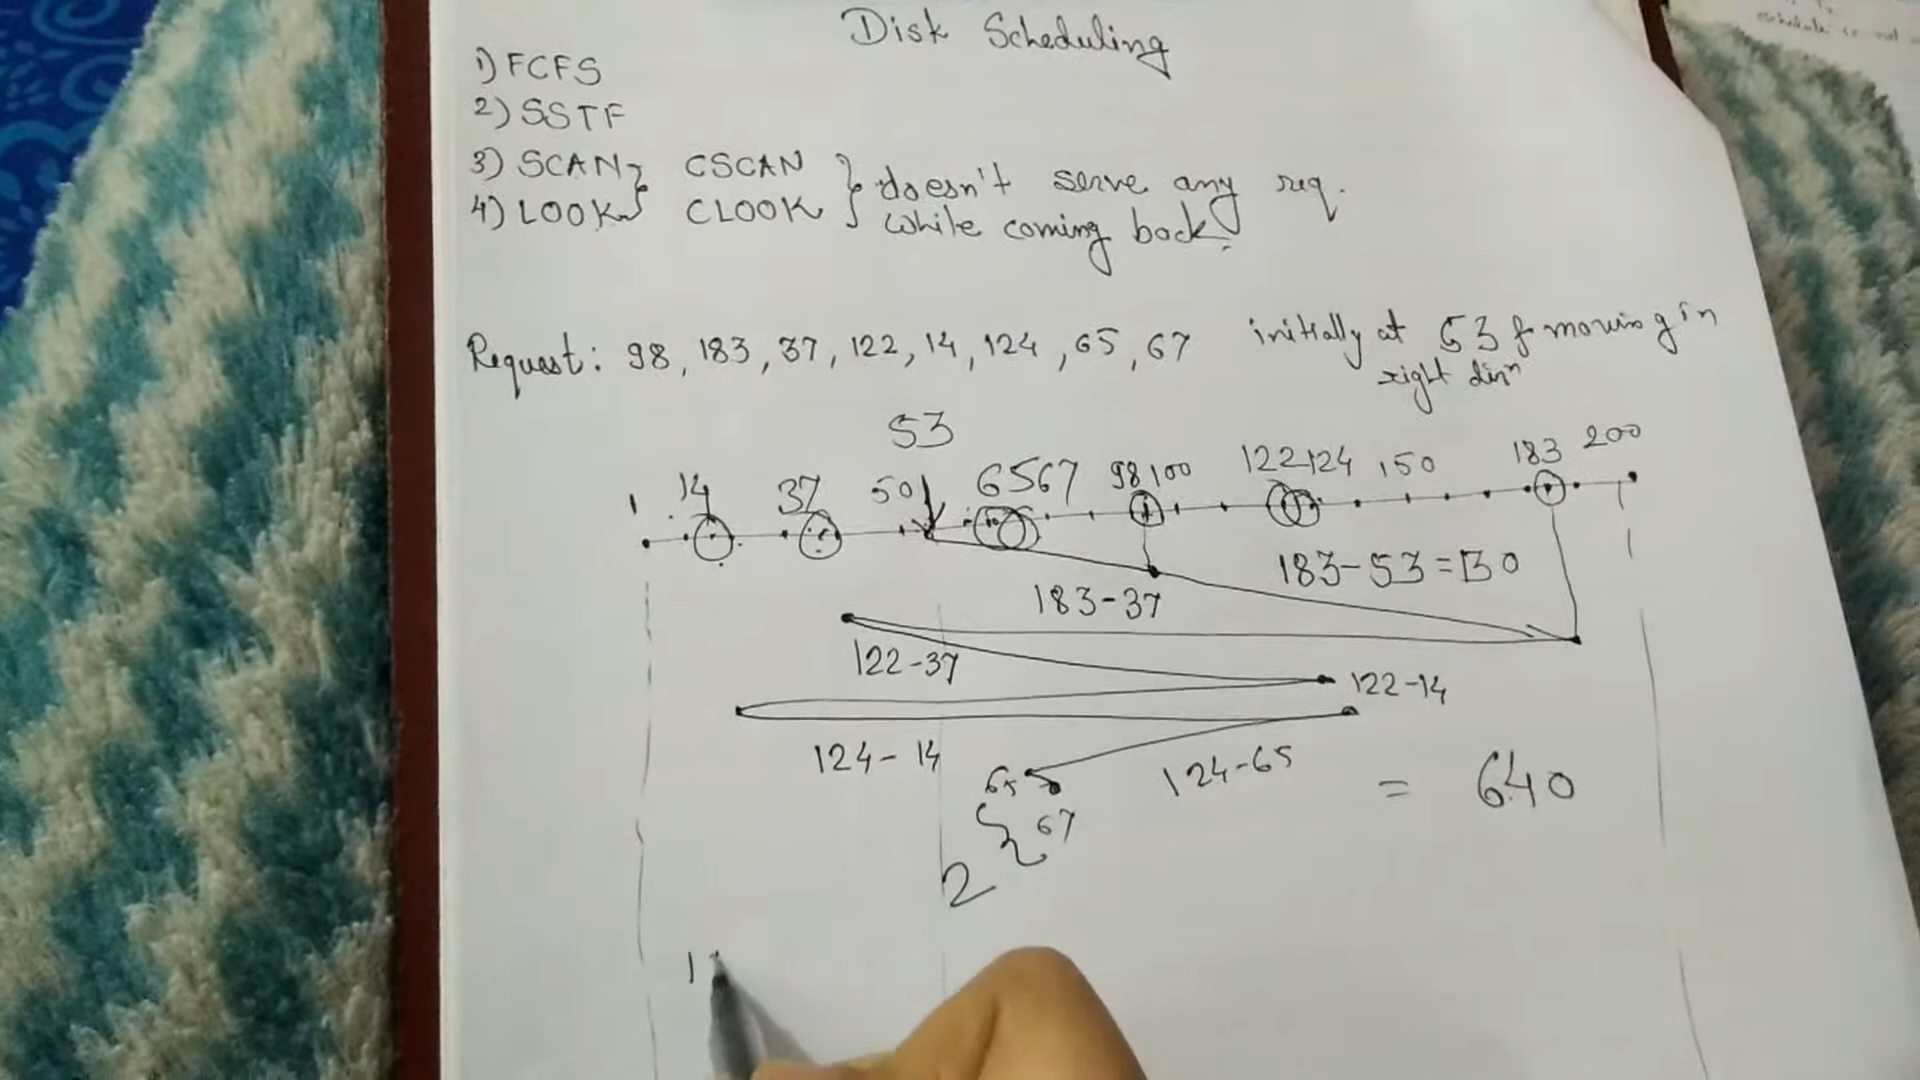 Disk Scheduling
1) FCFS
2) SSTF
3) SCAN } CSCAN } doesn't serve any req.
4) LOOK } CLOOK } while coming back.
Request: 98, 183, 37, 122, 14, 124, 65, 67 initially at 53 & moving in
right dirⁿ
53
1 14 37 50 65 67 98 100 122 124 150 183 200
183-53=130
183-37
122-37
122-14
124-14
65
124-65
= 640
67
2
1